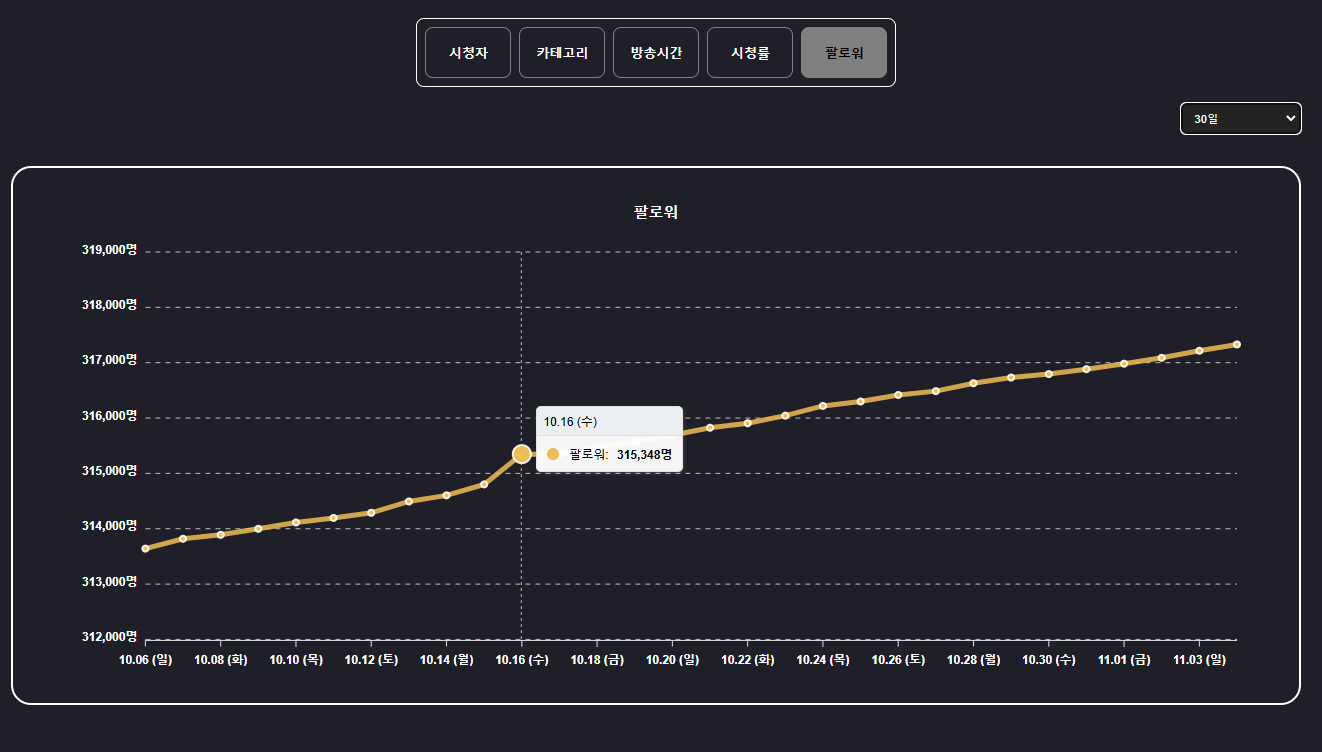 시청자 카테고리 방송시간 시청률 팔로워
30일
팔로워
319,000명
318,000명
317,000명
316,000명
10.16 (수)
팔로워: 315,348명
315,000명
314,000명
313,000명
312,000명
10.06 (일) 10.08 (화) 10.10 (목) 10.12 (토) 10.14 (월) 10.16 (수) 10.18 (금) 10.20 (일) 10.22 (화) 10.24 (목) 10.26 (토) 10.28 (월) 10.30 (수) 11.01 (금) 11.03 (일)